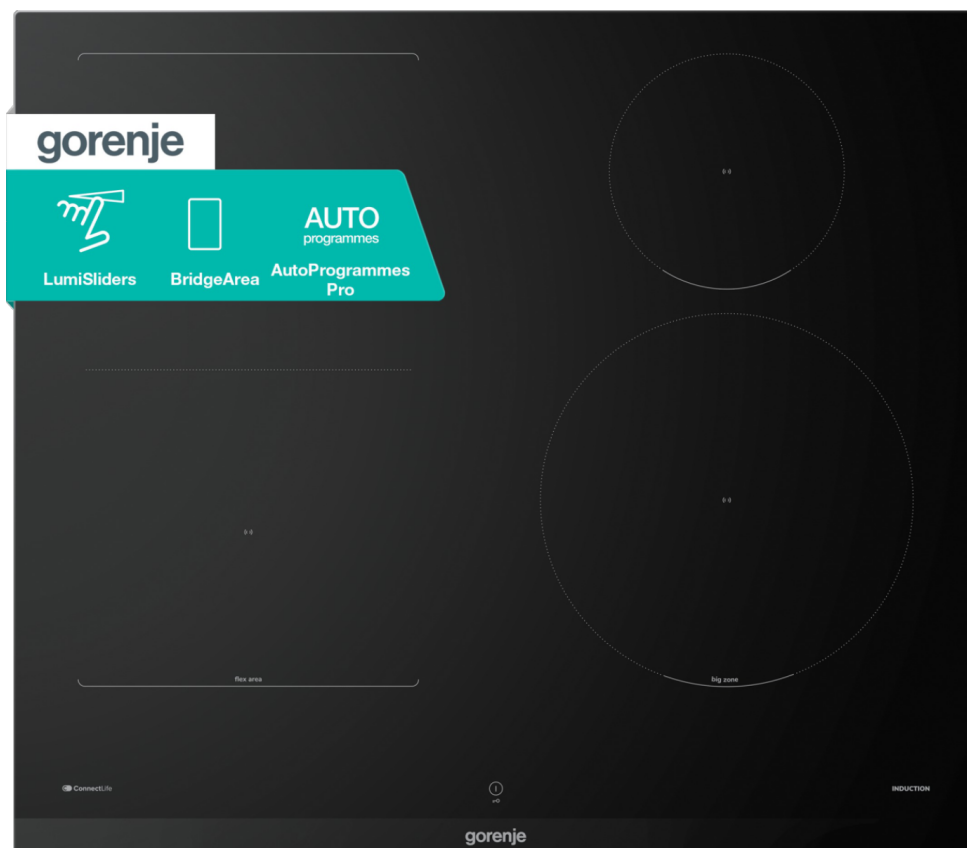 gorenje
AUTO
programmes
LumiSliders
BridgeArea
AutoProgrammes
Pro
flex area
big zone
ConnectLife
INDUCTION
gorenje